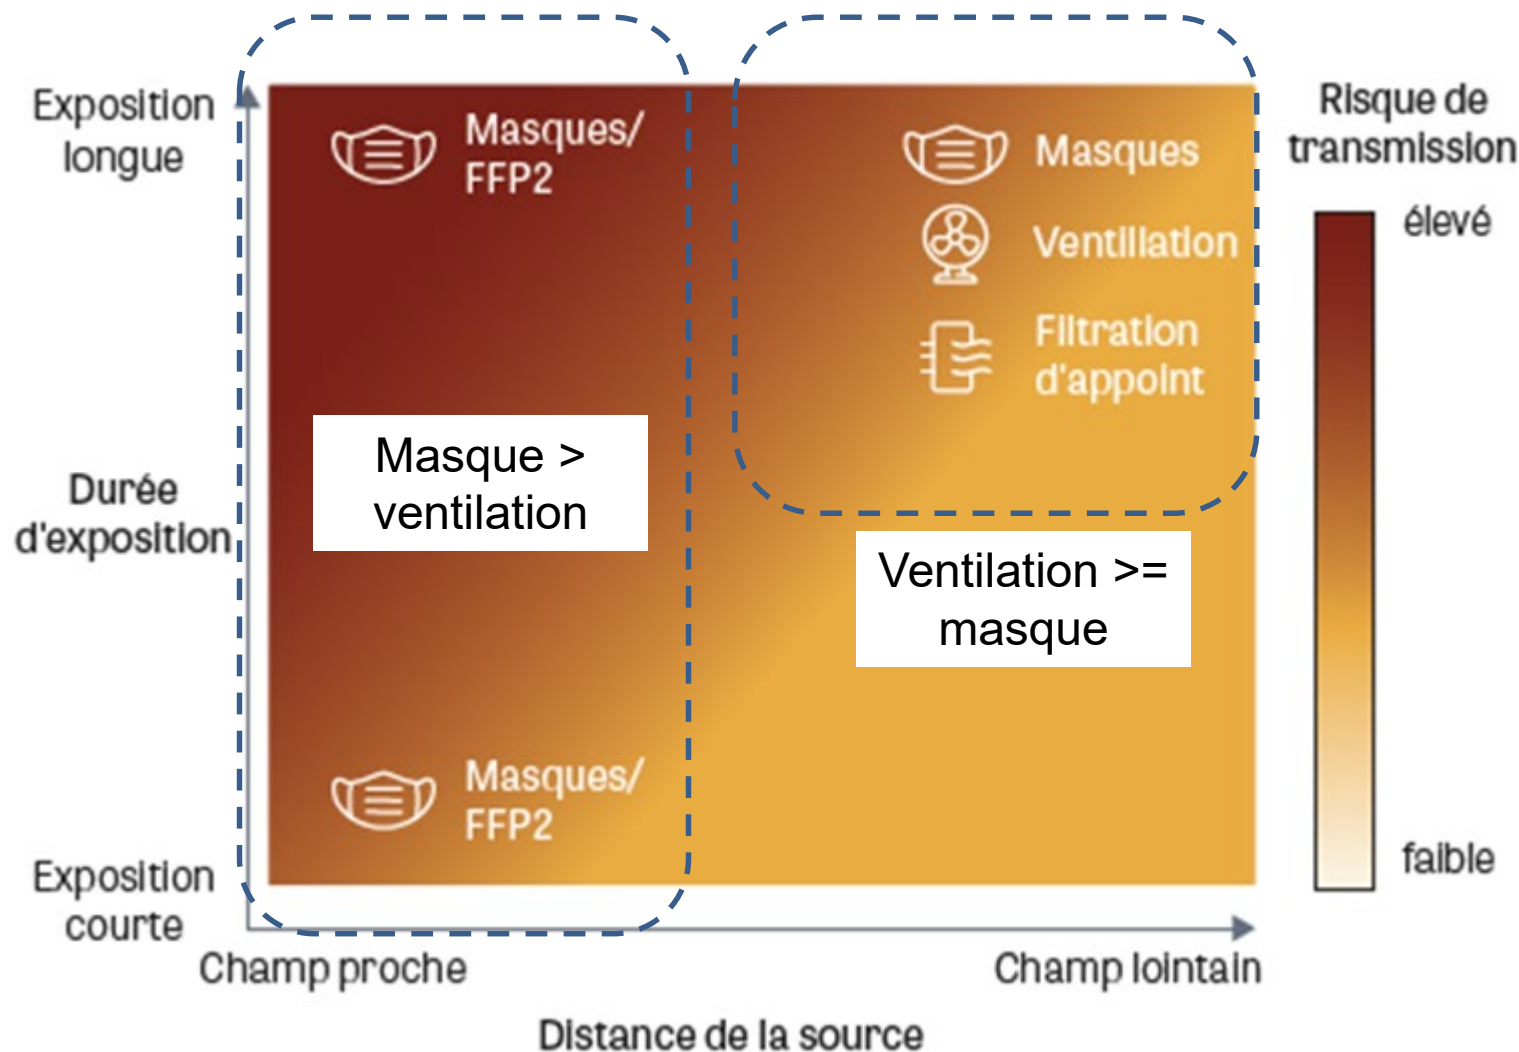 Exposition
longue
Masques/
FFP2
Masques
Ventillation
Filtration
d'appoint
Risque de
transmission
élevé
Durée
d'exposition
Masque >
ventilation
Ventilation >=
masque
Masques/
FFP2
faible
Exposition
courte
Champ proche
Champ lointain
Distance de la source